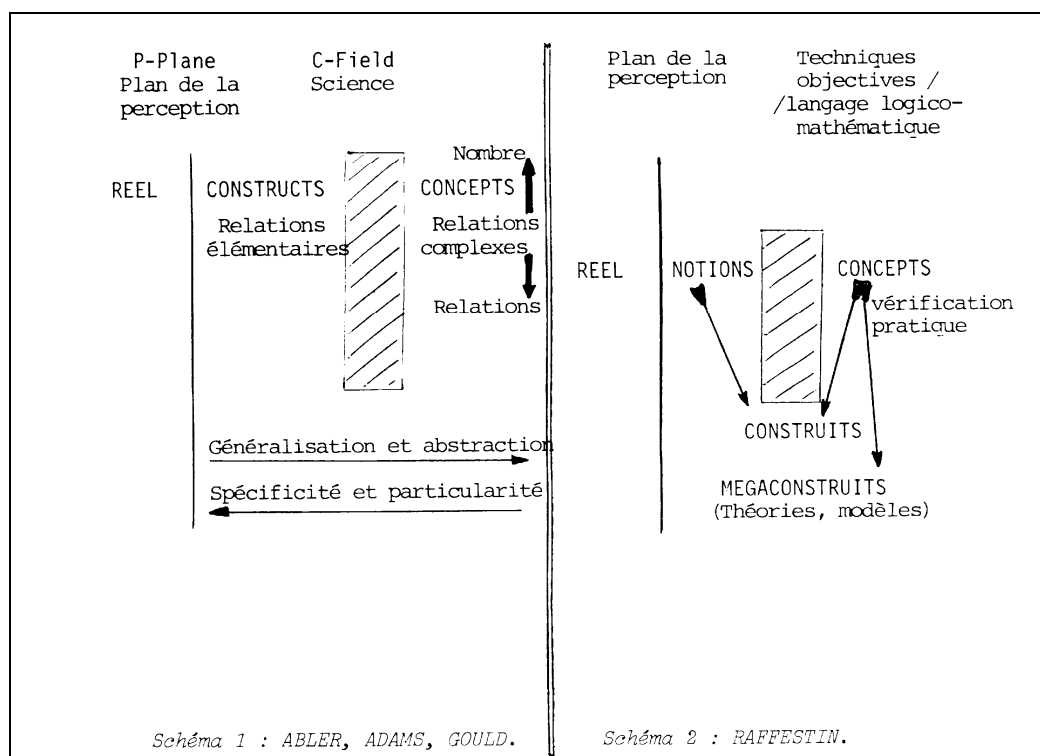 P-Plane
Plan de la
perception
C-Field
Science
REEL
CONSTRUCTS
Relations
élémentaires
Nombre
CONCEPTS
Relations
complexes
Relations
Généralisation et abstraction
Spécificité et particularité
Schéma 1 : ABLER, ADAMS, GOULD.
Plan de la
perception
Techniques
objectives /
/langage logico-
mathématique
REEL
NOTIONS
CONCEPTS
vérification
pratique
CONSTRUITS
MEGACONSTRUITS
(Théories, modèles)
Schéma 2 : RAFFESTIN.